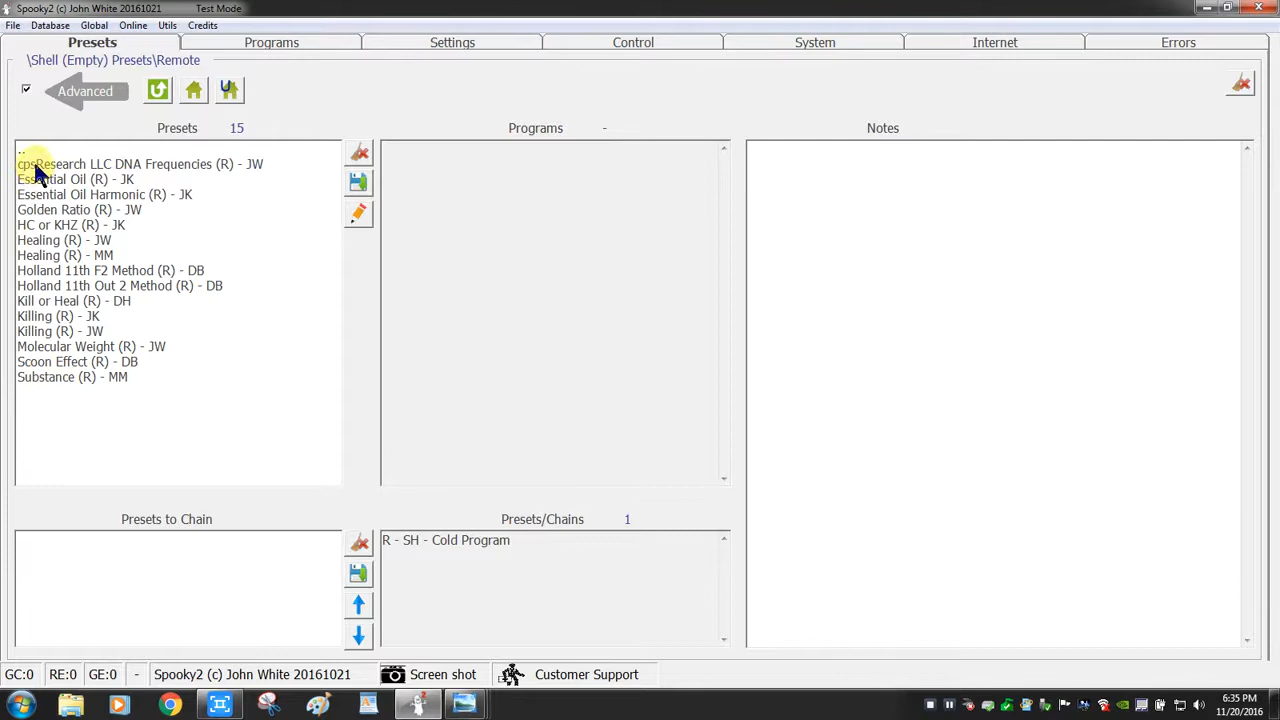 Spooky2 (c) John White 20161021 Test Mode
File Database Global Online Utils Credits
Presets Programs Settings Control System Internet Errors
\Shell (Empty) Presets\Remote
Advanced
Presets 15 Programs - Notes
..
cpsResearch LLC DNA Frequencies (R) - JW
Essential Oil (R) - JK
Essential Oil Harmonic (R) - JK
Golden Ratio (R) - JW
HC or KHZ (R) - JK
Healing (R) - JW
Healing (R) - MM
Holland 11th F2 Method (R) - DB
Holland 11th Out 2 Method (R) - DB
Kill or Heal (R) - DH
Killing (R) - JK
Killing (R) - JW
Molecular Weight (R) - JW
Scoon Effect (R) - DB
Substance (R) - MM
Presets to Chain Presets/Chains 1
R - SH - Cold Program
GC:0 RE:0 GE:0 - Spooky2 (c) John White 20161021 Screen shot Customer Support
6:35 PM
11/20/2016